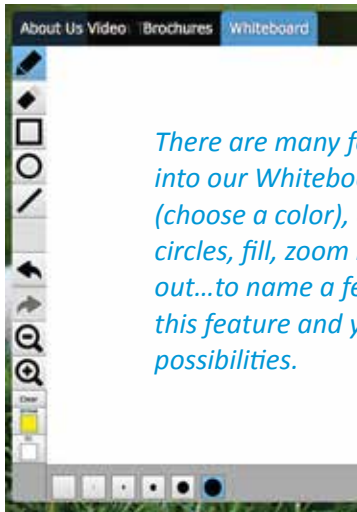 About Us Video Brochures Whiteboard
There are many f
into our Whitebo
(choose a color),
circles, fill, zoom
out...to name a fe
this feature and y
possibilities.
Clear